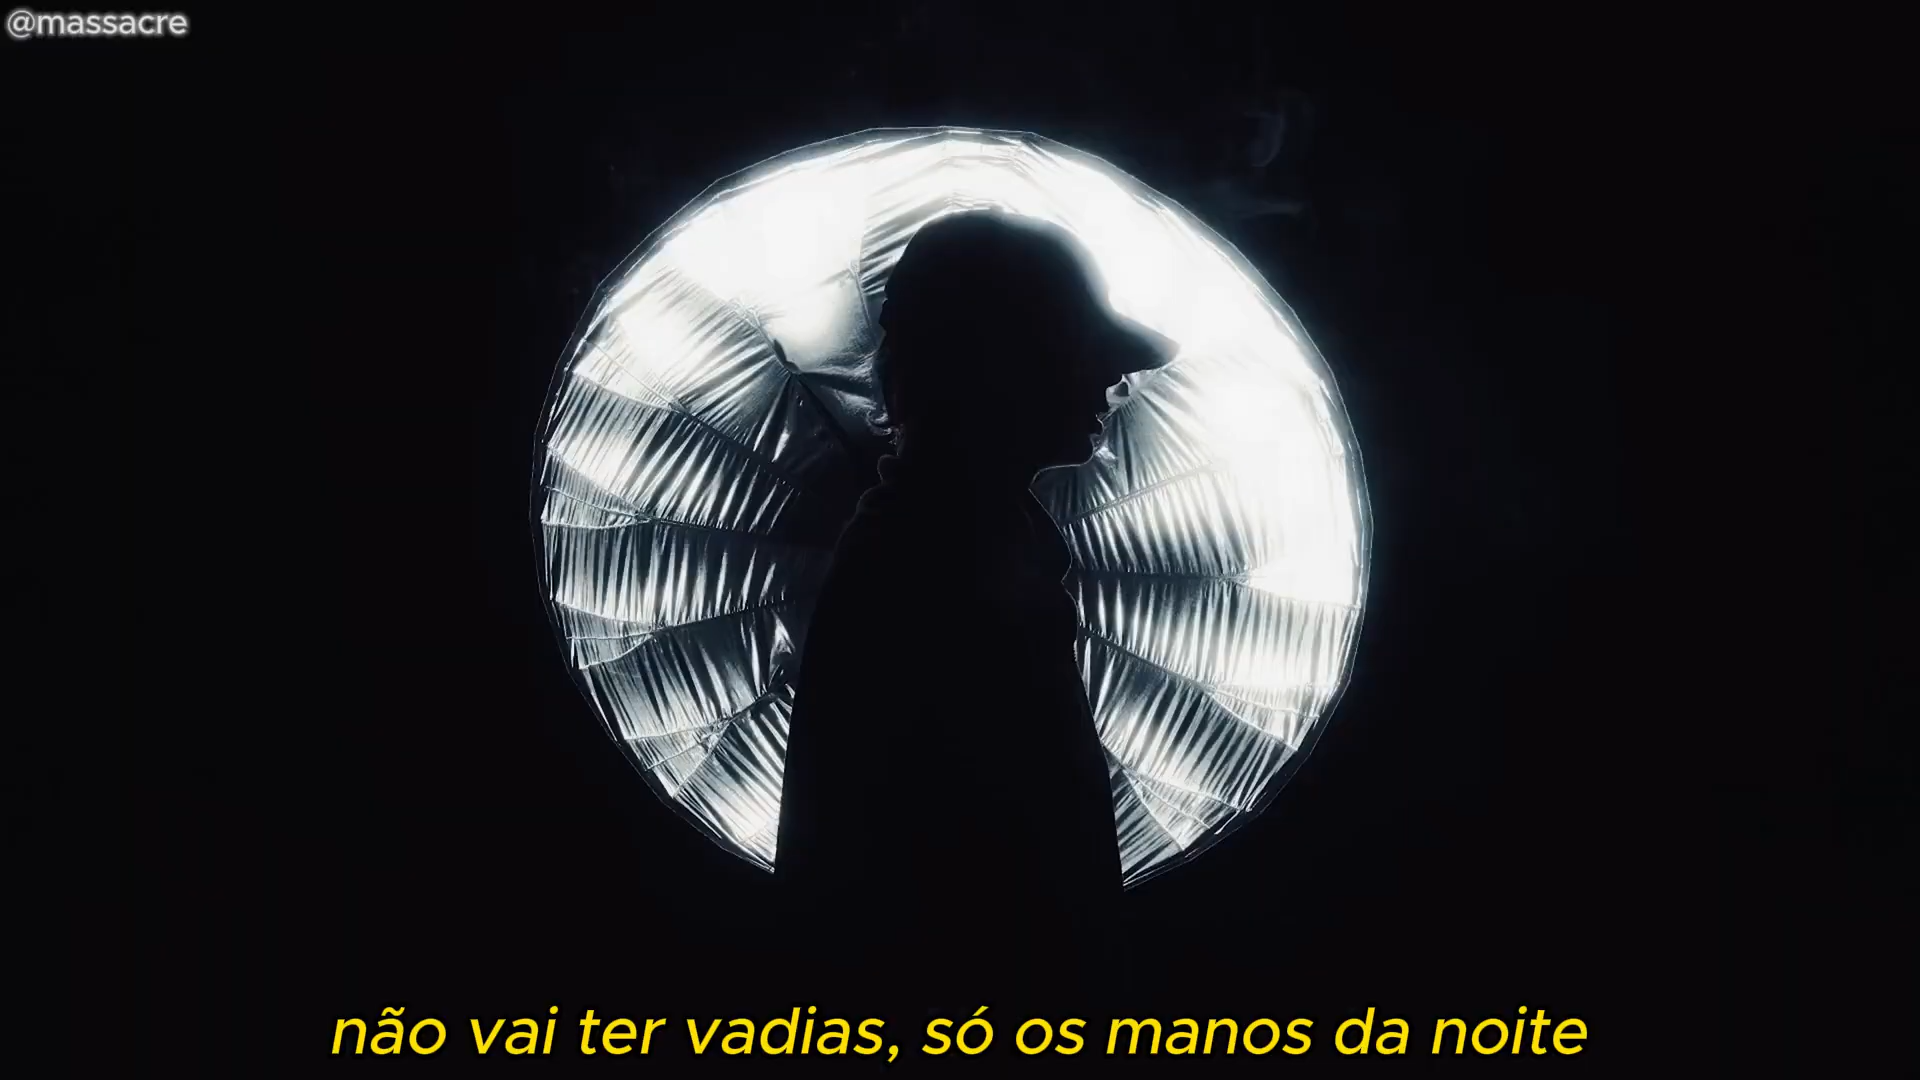 @massacre
não vai ter vadias, só os manos da noite